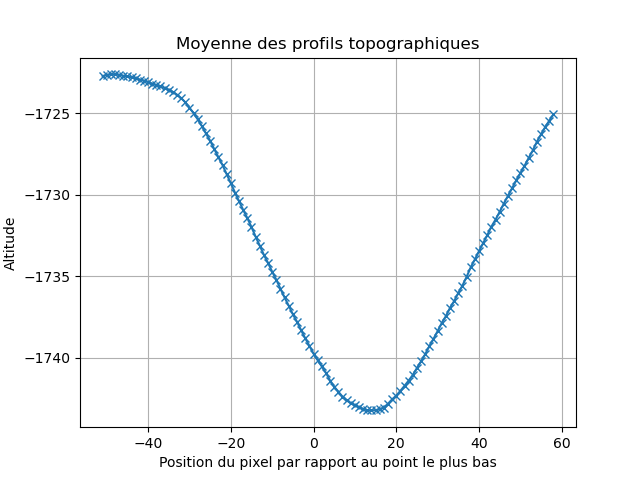 Moyenne des profils topographiques
Altitude
−1725
−1730
−1735
−1740
−40 −20 0 20 40 60
Position du pixel par rapport au point le plus bas